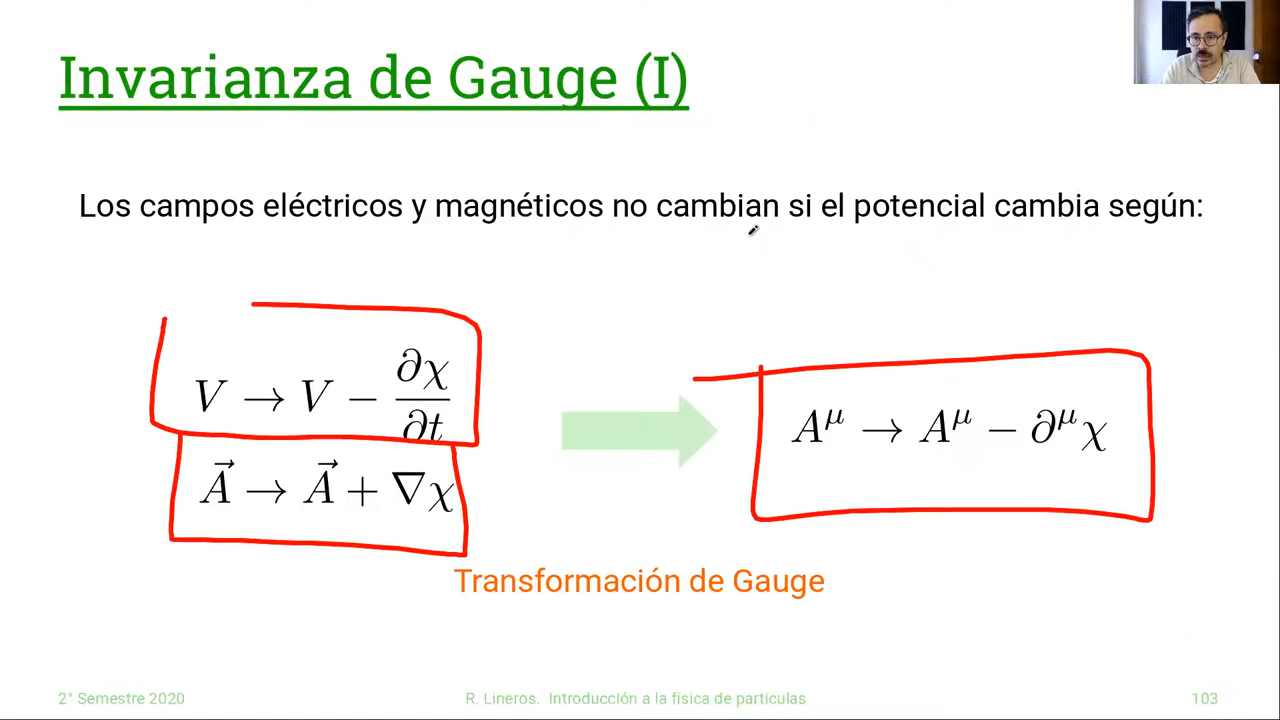 Invarianza de Gauge (I)
Los campos eléctricos y magnéticos no cambian si el potencial cambia según:
V → V − ∂χ/∂t
A⃗ → A⃗ + ∇χ
A^μ → A^μ − ∂^μ χ
Transformación de Gauge
2° Semestre 2020
R. Lineros. Introducción a la física de particulas
103